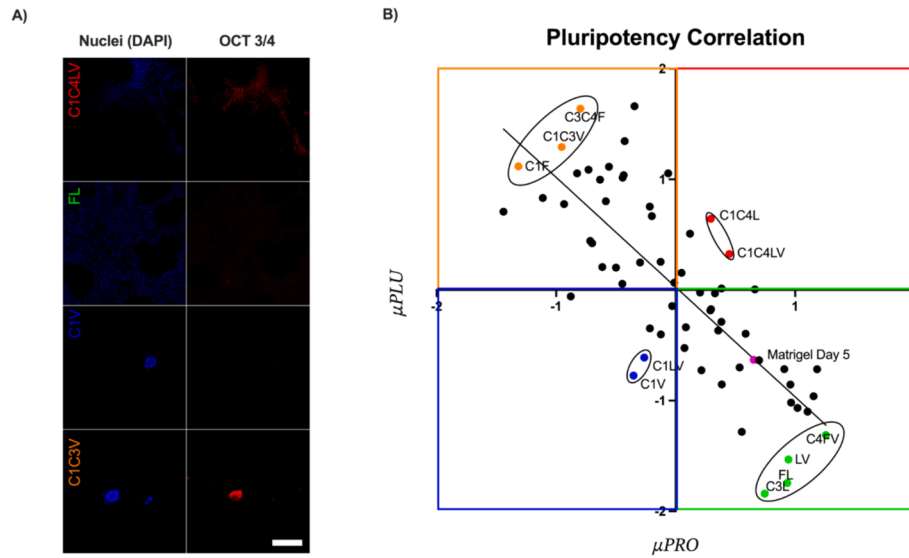 A)
Nuclei (DAPI) OCT 3/4
C1C4LV
FL
C1V
C1C3V
B)
Pluripotency Correlation
2
C3C4F
C1C3V
C1F
1
C1C4L
C1C4LV
-2 -1 1
Matrigel Day 5
C1LV
C1V
-1
C4FV
LV
FL
C3L
-2
μPLU
μPRO